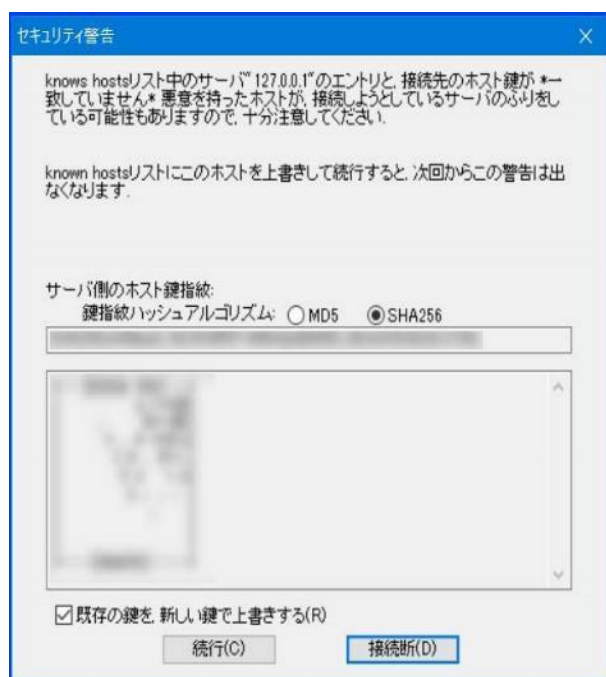 セキュリティ警告
knows hostsリスト中のサーバ"127.0.0.1"のエントリと, 接続先のホスト鍵が *一
致していません* 悪意を持ったホストが, 接続しようとしているサーバのふりをし
ている可能性もありますので, 十分注意してください.
known hostsリストにこのホストを上書きして続行すると, 次回からこの警告は出
なくなります.
サーバ側のホスト鍵指紋:
鍵指紋ハッシュアルゴリズム: MD5 SHA256
既存の鍵を, 新しい鍵で上書きする(R)
続行(C) 接続断(D)